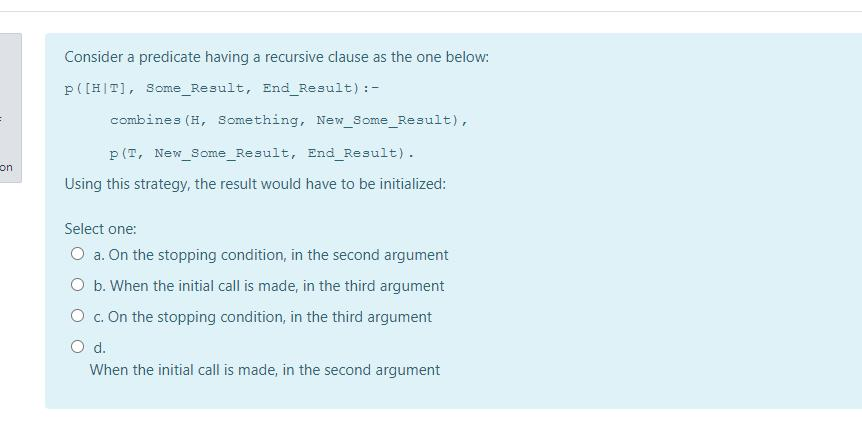 Consider a predicate having a recursive clause as the one below:
p([H|T], Some_Result, End_Result):-
combines(H, Something, New_Some_Result),
p(T, New_Some_Result, End_Result).
on
Using this strategy, the result would have to be initialized:
Select one:
a. On the stopping condition, in the second argument
b. When the initial call is made, in the third argument
c. On the stopping condition, in the third argument
d.
When the initial call is made, in the second argument